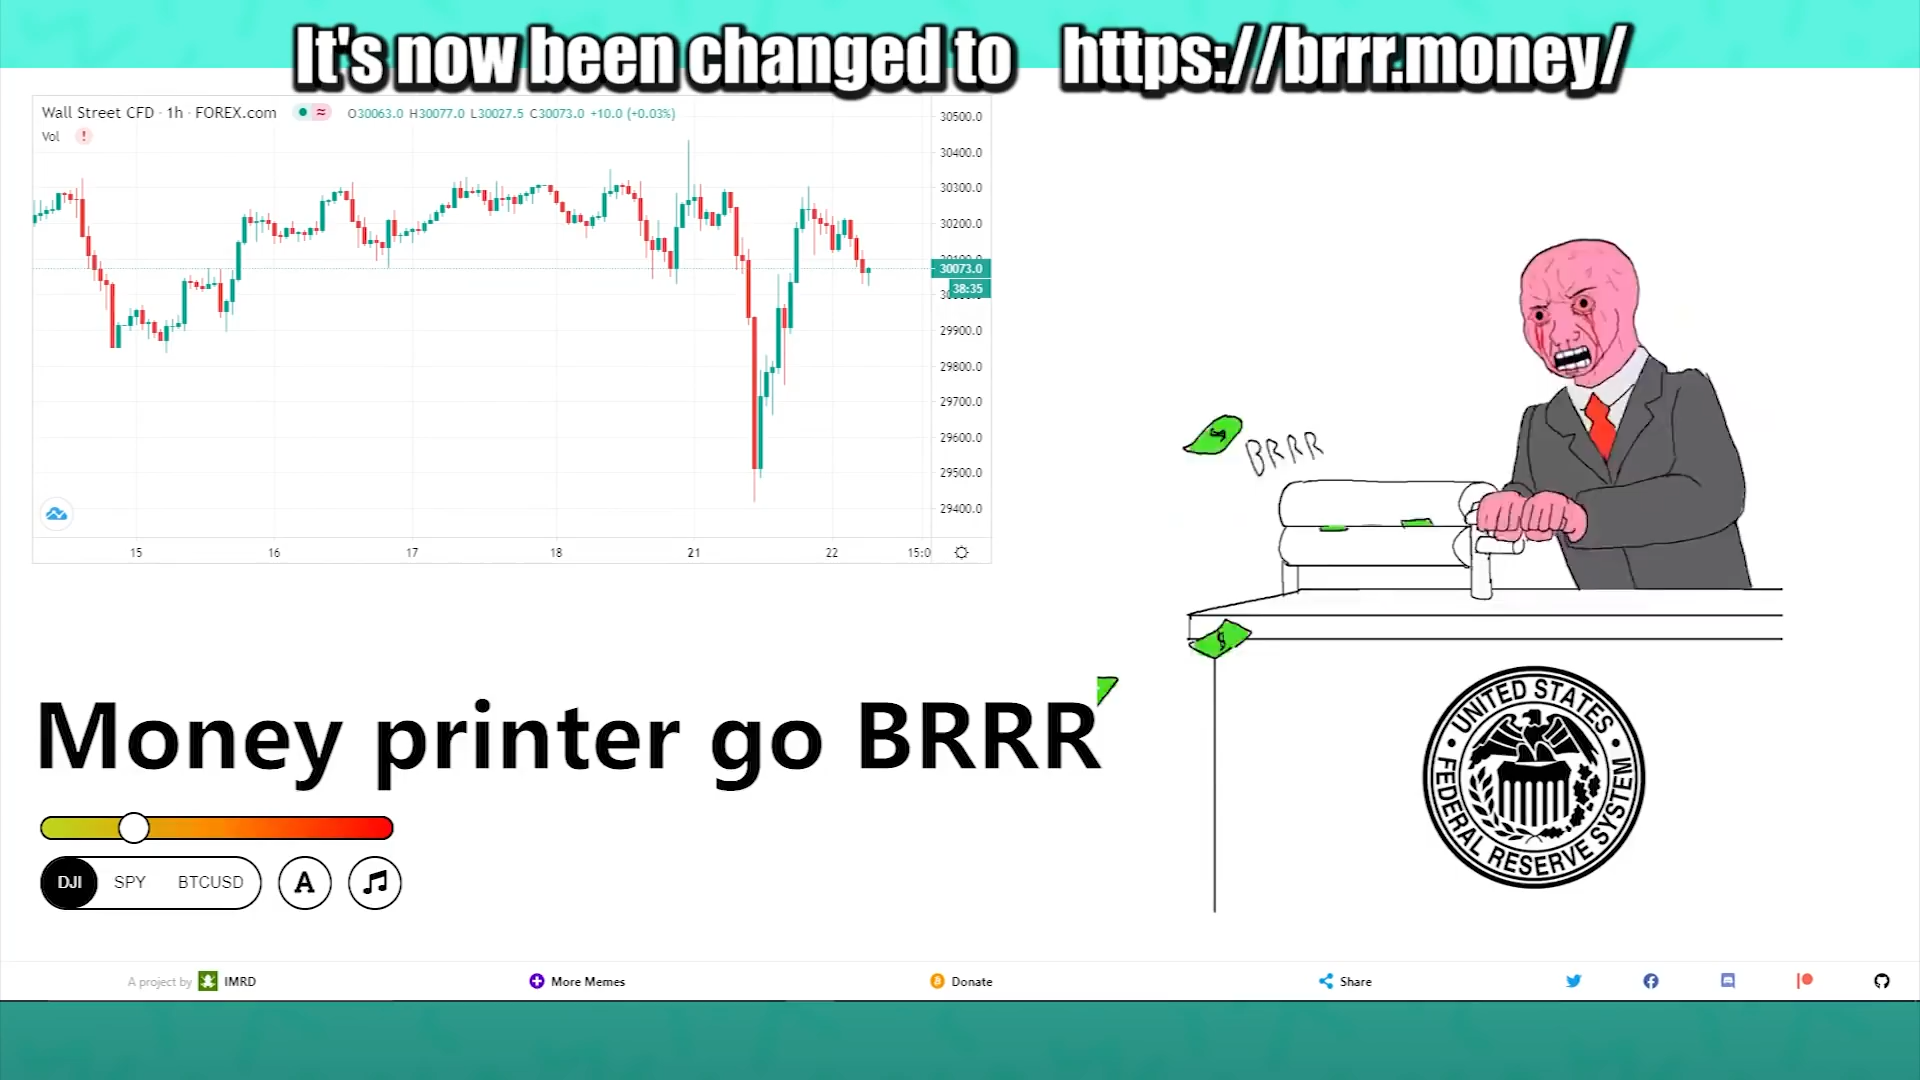 It's now been changed to https://brrr.money/
Wall Street CFD · 1h · FOREX.com O30063.0 H30077.0 L30027.5 C30073.0 +10.0 (+0.03%)
Vol !
30500.0
30400.0
30300.0
30200.0
30100.0
30073.0
38:35
29900.0
29800.0
29700.0
29600.0
29500.0
29400.0
15 16 17 18 21 22 15:0
BRRR
$
$
UNITED STATES
FEDERAL RESERVE SYSTEM
Money printer go BRRR
DJI SPY BTCUSD A
A project by IMRD More Memes Donate Share